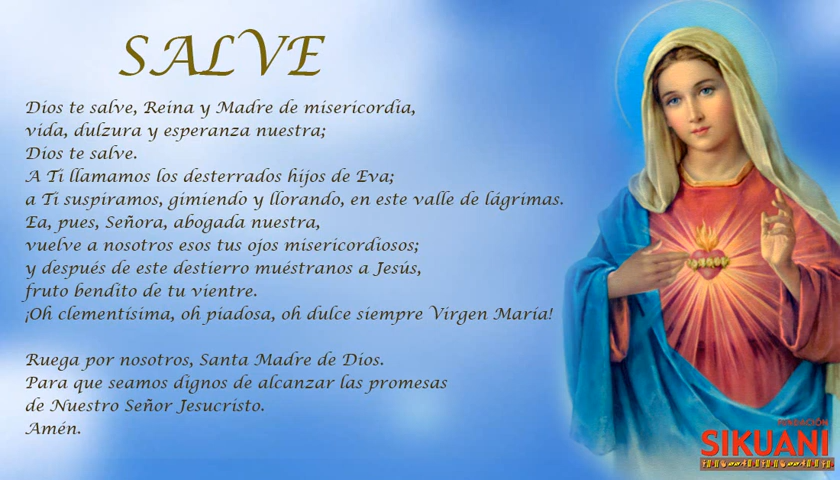 SALVE
Dios te salve, Reina y Madre de misericordia,
vida, dulzura y esperanza nuestra;
Dios te salve.
A Ti llamamos los desterrados hijos de Eva;
a Ti suspiramos, gimiendo y llorando, en este valle de lágrimas.
Ea, pues, Señora, abogada nuestra,
vuelve a nosotros esos tus ojos misericordiosos;
y después de este destierro muéstranos a Jesús,
fruto bendito de tu vientre.
¡Oh clementísima, oh piadosa, oh dulce siempre Virgen María!
Ruega por nosotros, Santa Madre de Dios.
Para que seamos dignos de alcanzar las promesas
de Nuestro Señor Jesucristo.
Amén.
FUNDACIÓN
SIKUANI